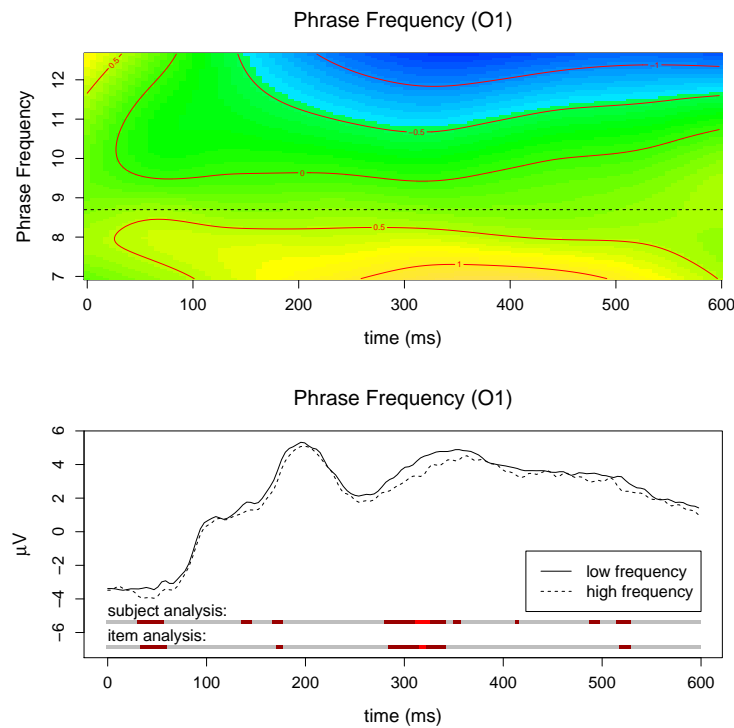 Phrase Frequency (O1)
Phrase Frequency
12
11
10
9
8
7
0.5
0
-0.5
-1
0.5
1
0 100 200 300 400 500 600
time (ms)
Phrase Frequency (O1)
μV
6
4
2
0
-2
-4
-6
low frequency
high frequency
subject analysis:
item analysis:
0 100 200 300 400 500 600
time (ms)